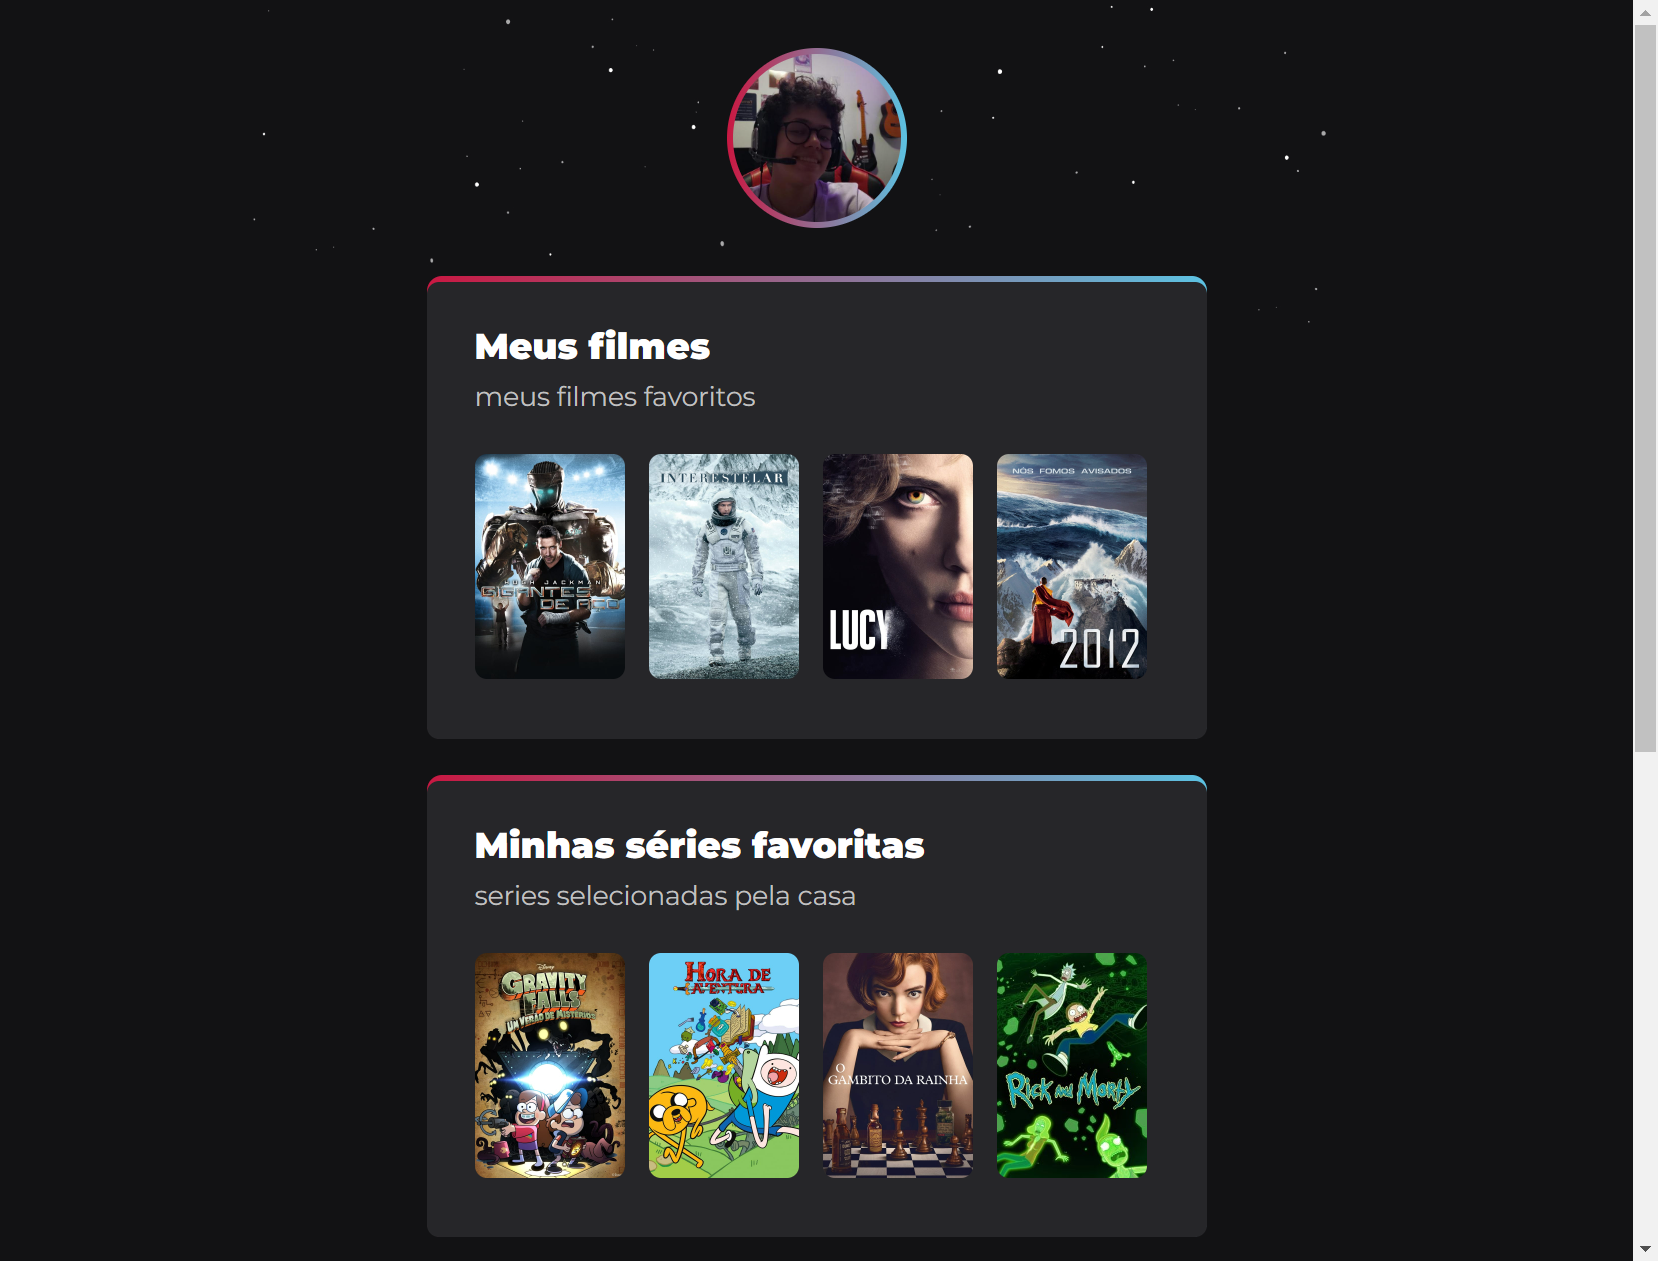 Meus filmes
meus filmes favoritos
HUGH JACKMAN
GIGANTES
DE AÇO
INTERESTELAR
LUCY
NÓS FOMOS AVISADOS
2012
Minhas séries favoritas
series selecionadas pela casa
Disney
GRAVITY
FALLS
UM VERÃO DE MISTÉRIOS
HORA DE
AVENTURA
O
GAMBITO DA RAINHA
RICK AND MORTY